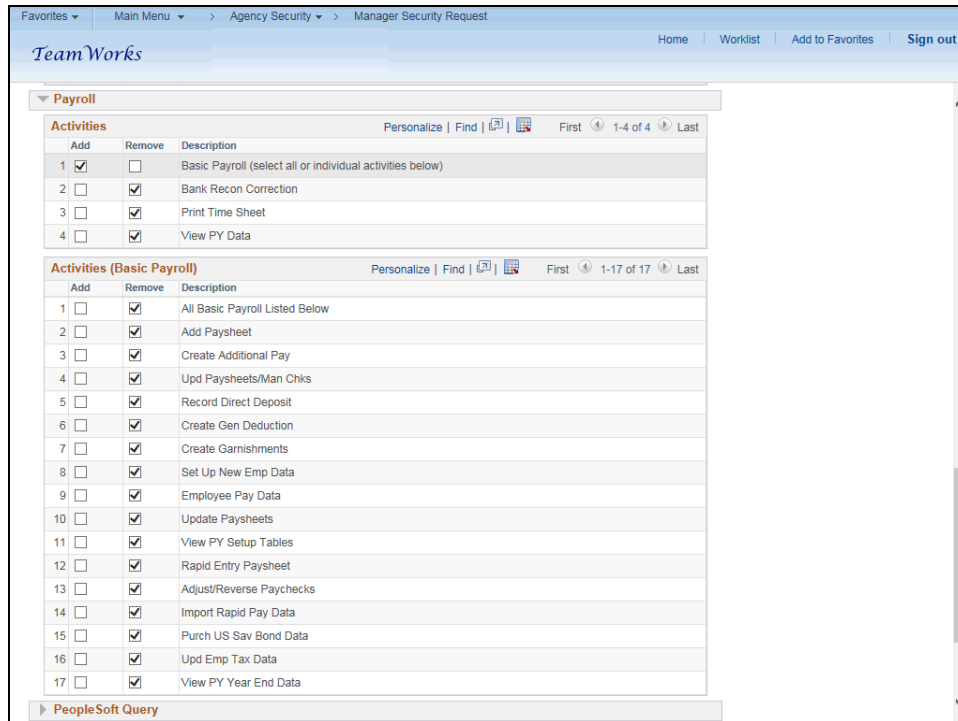 Favorites Main Menu > Agency Security > Manager Security Request
Home Worklist Add to Favorites Sign out
TeamWorks
Payroll
Activities Personalize | Find | | First 1-4 of 4 Last
Add Remove Description
1 Basic Payroll (select all or individual activities below)
2 Bank Recon Correction
3 Print Time Sheet
4 View PY Data
Activities (Basic Payroll) Personalize | Find | | First 1-17 of 17 Last
Add Remove Description
1 All Basic Payroll Listed Below
2 Add Paysheet
3 Create Additional Pay
4 Upd Paysheets/Man Chks
5 Record Direct Deposit
6 Create Gen Deduction
7 Create Garnishments
8 Set Up New Emp Data
9 Employee Pay Data
10 Update Paysheets
11 View PY Setup Tables
12 Rapid Entry Paysheet
13 Adjust/Reverse Paychecks
14 Import Rapid Pay Data
15 Purch US Sav Bond Data
16 Upd Emp Tax Data
17 View PY Year End Data
PeopleSoft Query